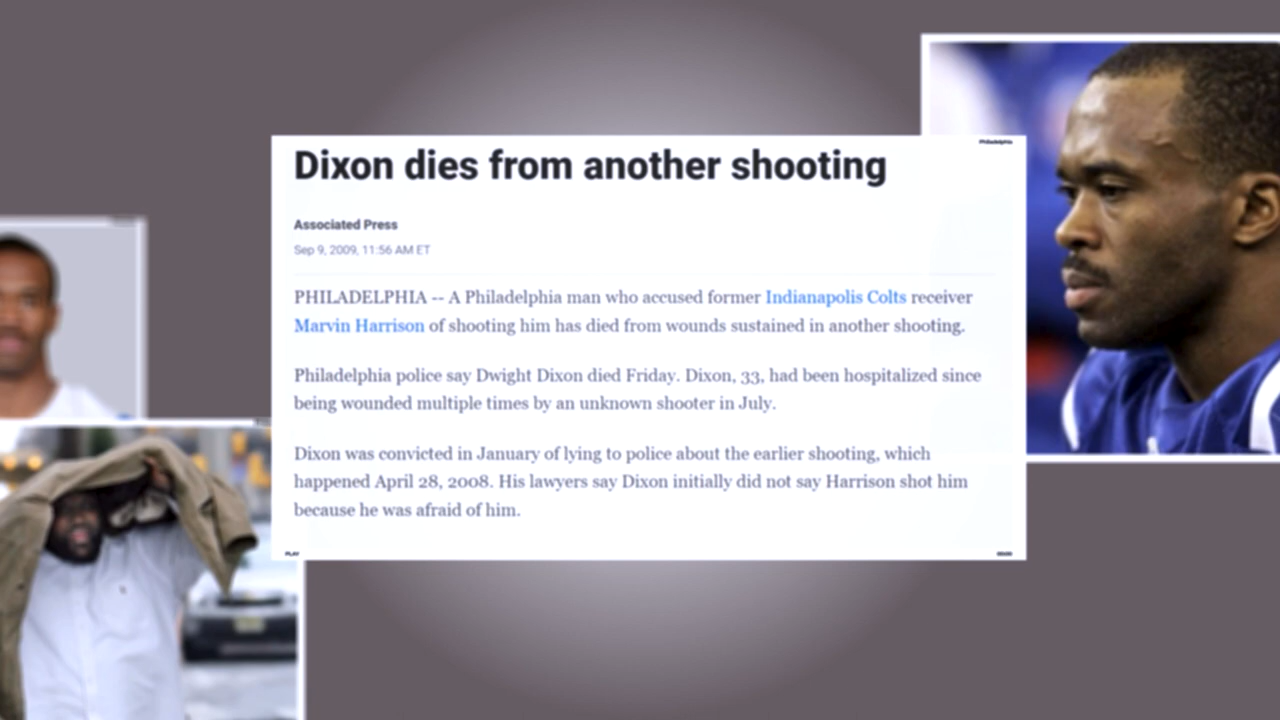 Philadelphia
Dixon dies from another shooting
Associated Press
Sep 9, 2009, 11:56 AM ET
PHILADELPHIA -- A Philadelphia man who accused former Indianapolis Colts receiver
Marvin Harrison of shooting him has died from wounds sustained in another shooting.
Philadelphia police say Dwight Dixon died Friday. Dixon, 33, had been hospitalized since
being wounded multiple times by an unknown shooter in July.
Dixon was convicted in January of lying to police about the earlier shooting, which
happened April 28, 2008. His lawyers say Dixon initially did not say Harrison shot him
because he was afraid of him.
PLAY